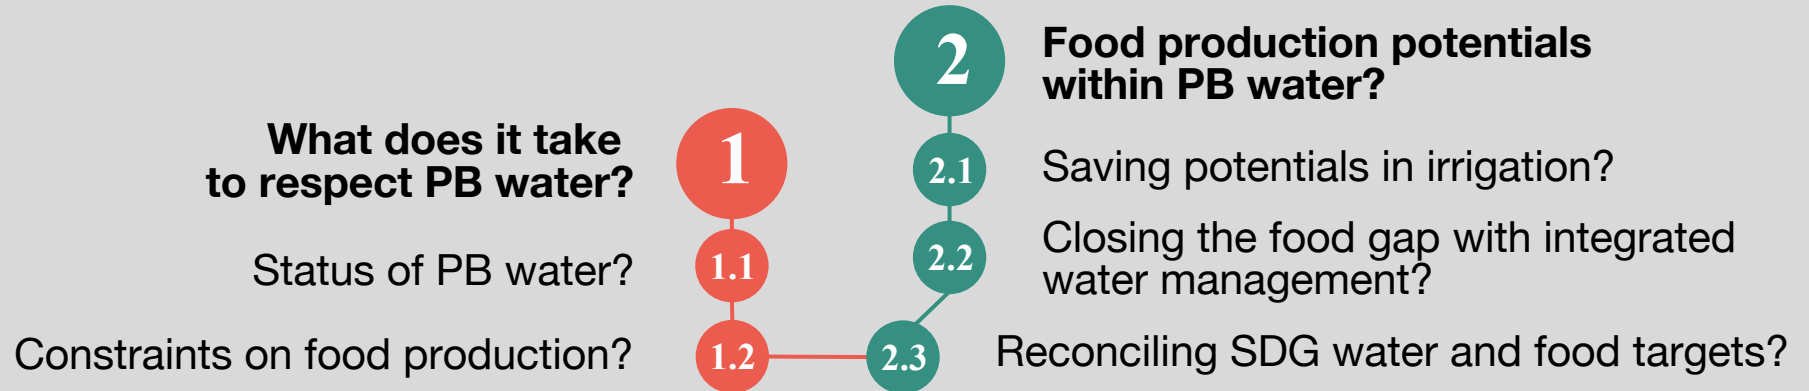 1
What does it take
to respect PB water?
1.1
Status of PB water?
1.2
Constraints on food production?
2
Food production potentials
within PB water?
2.1
Saving potentials in irrigation?
2.2
Closing the food gap with integrated
water management?
2.3
Reconciling SDG water and food targets?